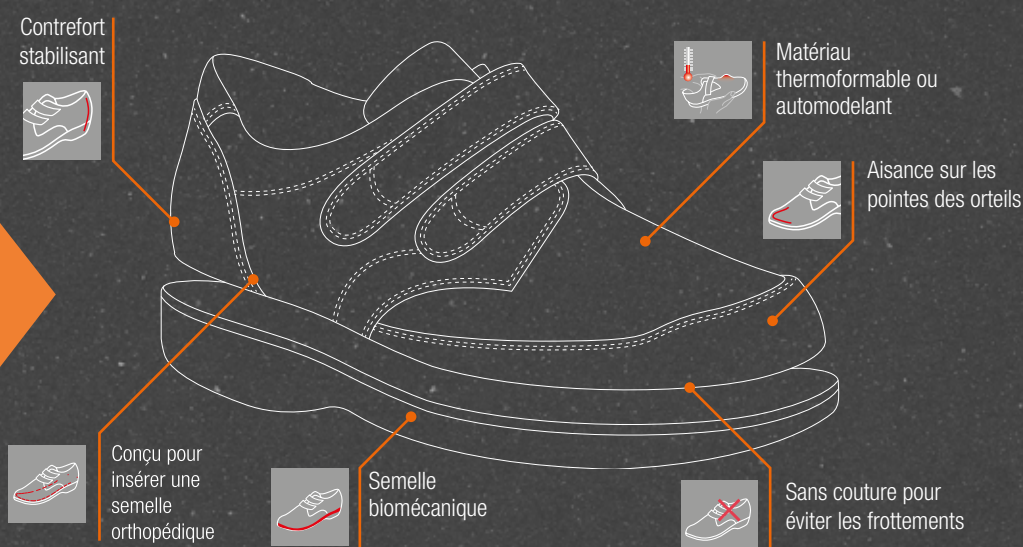 Contrefort
stabilisant
Matériau
thermoformable ou
automodelant
Aisance sur les
pointes des orteils
Conçu pour
insérer une
semelle
orthopédique
Semelle
biomécanique
Sans couture pour
éviter les frottements